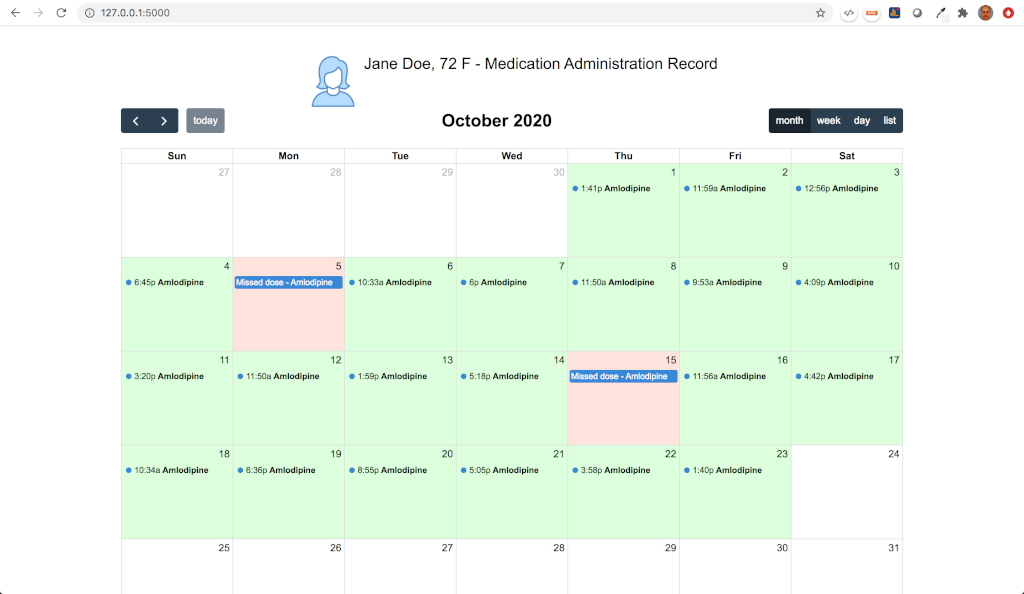 127.0.0.1:5000
Jane Doe, 72 F - Medication Administration Record
today
October 2020
month week day list
Sun Mon Tue Wed Thu Fri Sat
27 28 29 30 1 2 3
1:41p Amlodipine 11:59a Amlodipine 12:56p Amlodipine
4 5 6 7 8 9 10
6:45p Amlodipine Missed dose - Amlodipine 10:33a Amlodipine 6p Amlodipine 11:50a Amlodipine 9:53a Amlodipine 4:09p Amlodipine
11 12 13 14 15 16 17
3:20p Amlodipine 11:50a Amlodipine 1:59p Amlodipine 5:18p Amlodipine Missed dose - Amlodipine 11:56a Amlodipine 4:42p Amlodipine
18 19 20 21 22 23 24
10:34a Amlodipine 6:36p Amlodipine 8:55p Amlodipine 5:05p Amlodipine 3:58p Amlodipine 1:40p Amlodipine
25 26 27 28 29 30 31